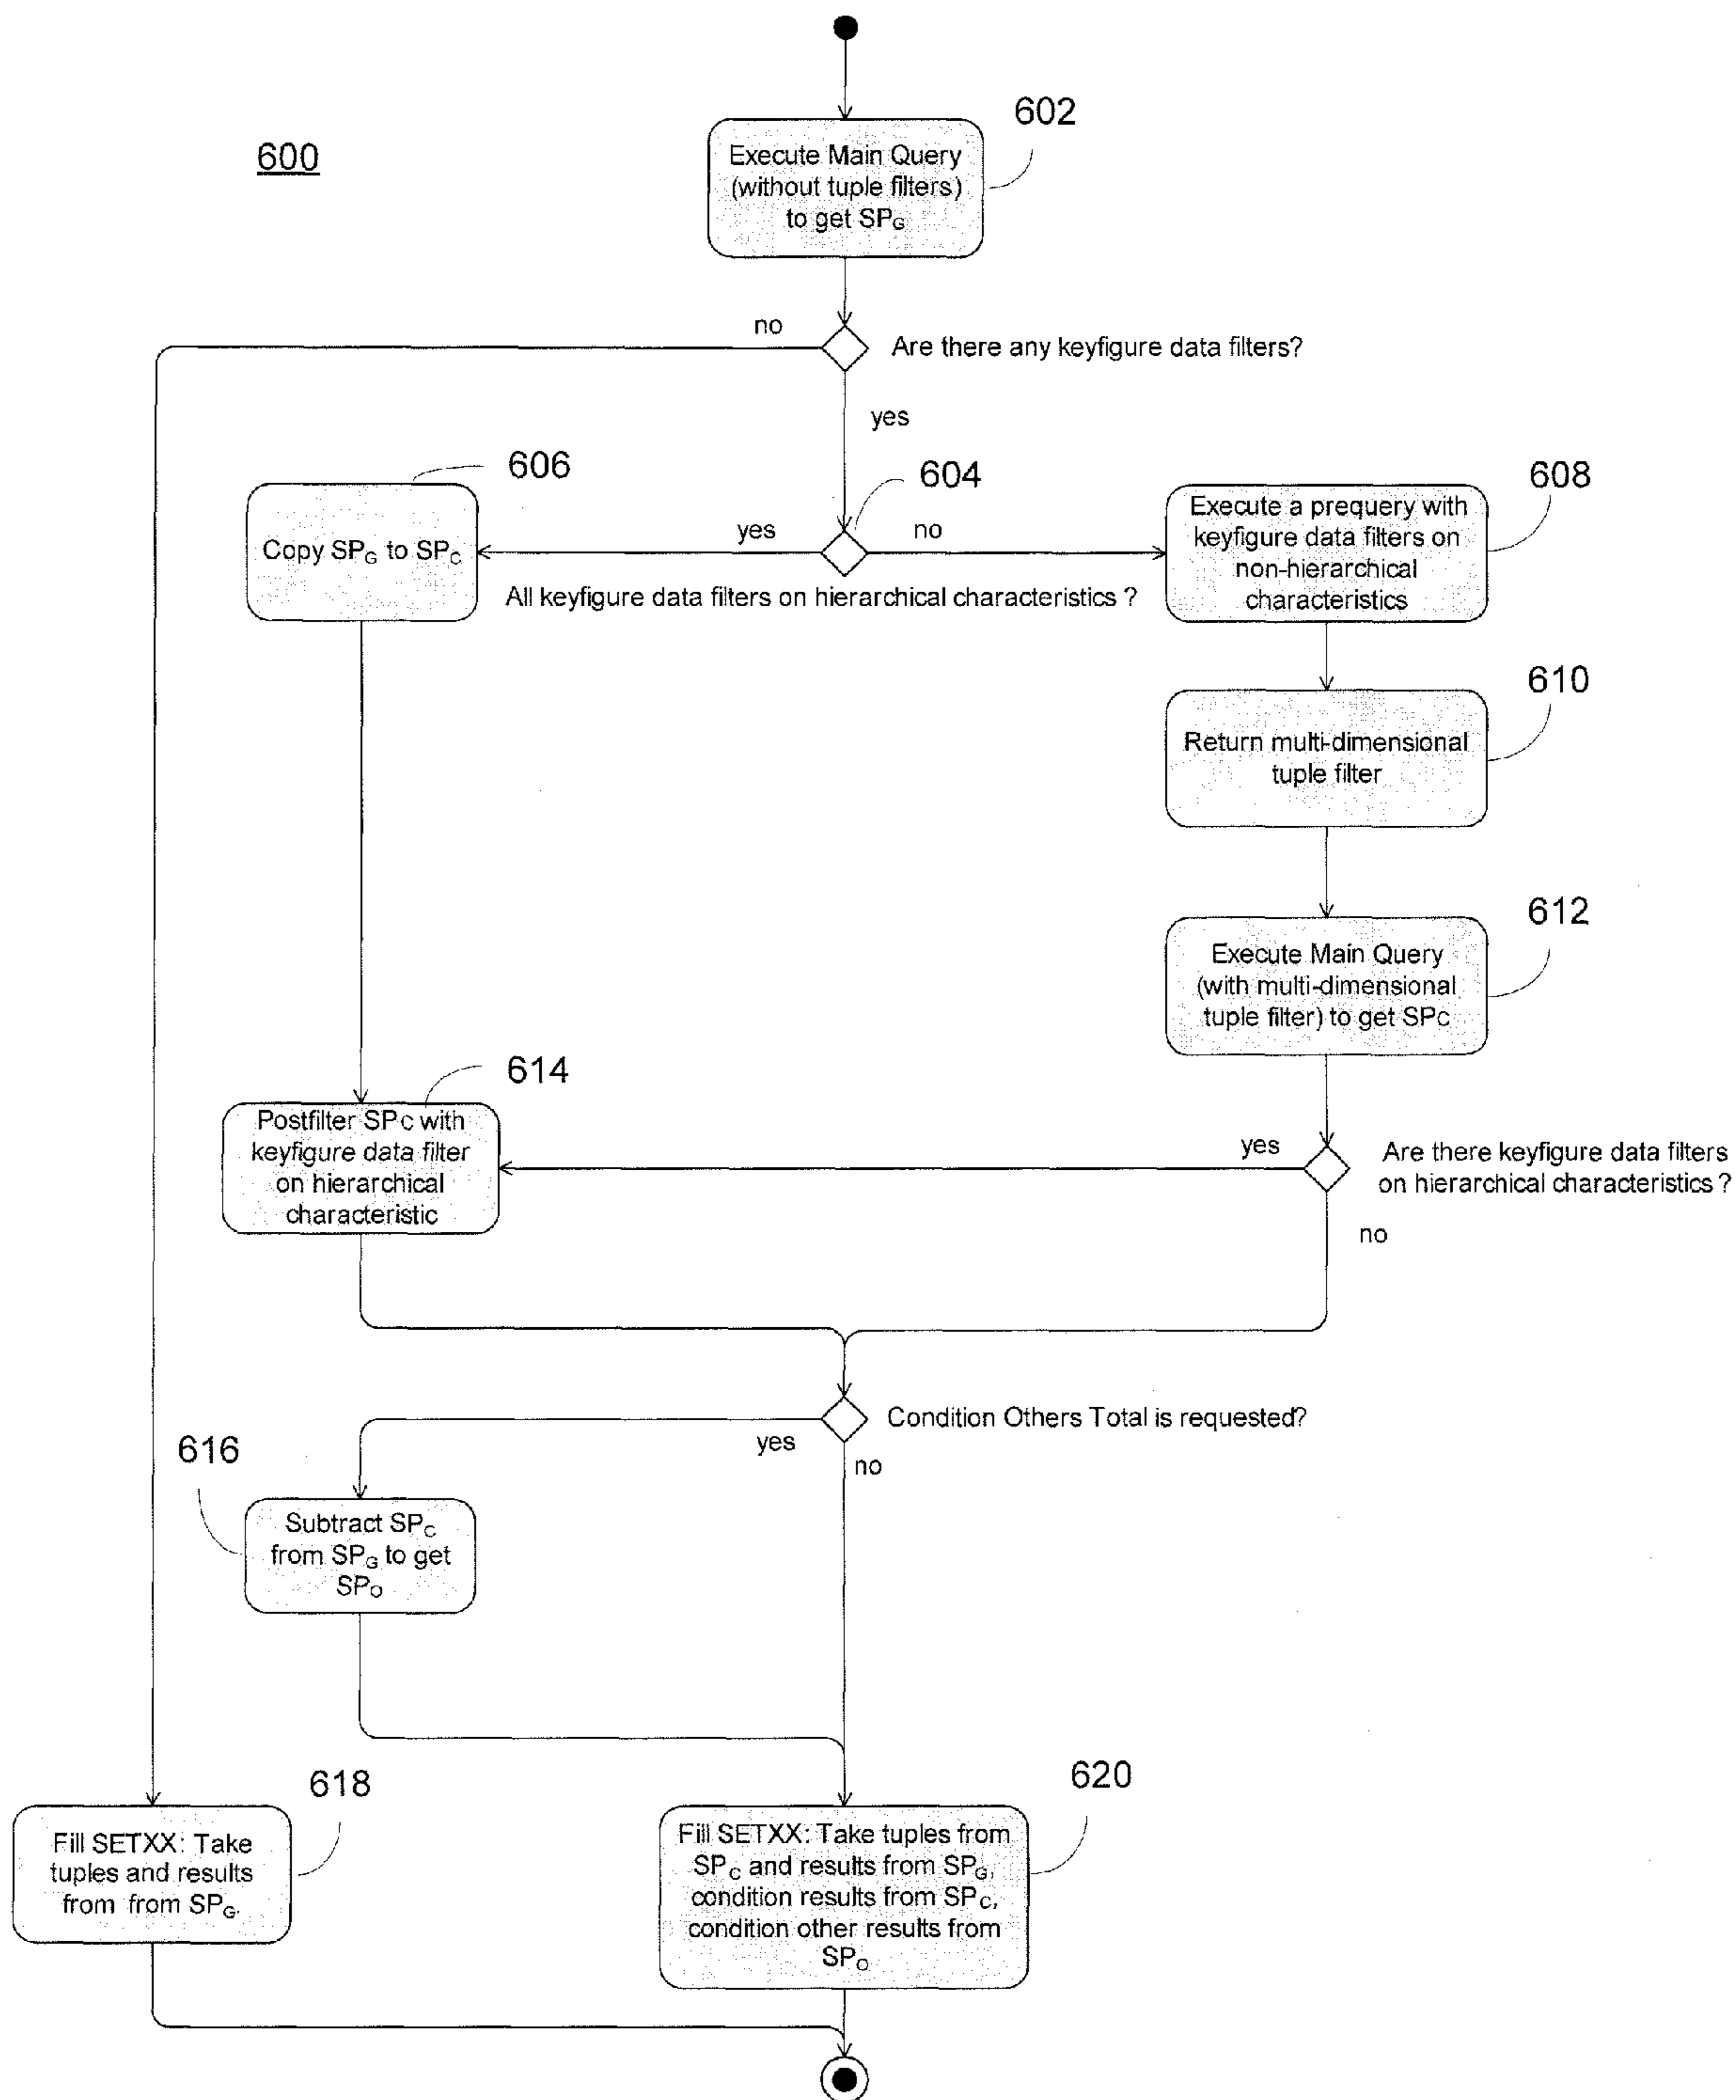 600
602
Execute Main Query
(without tuple filters)
to get SPG
no
Are there any keyfigure data filters?
yes
606
Copy SPG to SPC
604
yes
no
All keyfigure data filters on hierarchical characteristics ?
608
Execute a prequery with
keyfigure data filters on
non-hierarchical
characteristics
610
Return multi-dimensional
tuple filter
612
Execute Main Query
(with multi-dimensional
tuple filter) to get SPC
614
Postfilter SPC with
keyfigure data filter
on hierarchical
characteristic
yes
Are there keyfigure data filters
on hierarchical characteristics ?
no
Condition Others Total is requested?
yes
no
616
Subtract SPC
from SPG to get
SPO
618
Fill SETXX: Take
tuples and results
from from SPG.
620
Fill SETXX: Take tuples from
SPC and results from SPG,
condition results from SPC,
condition other results from
SPO